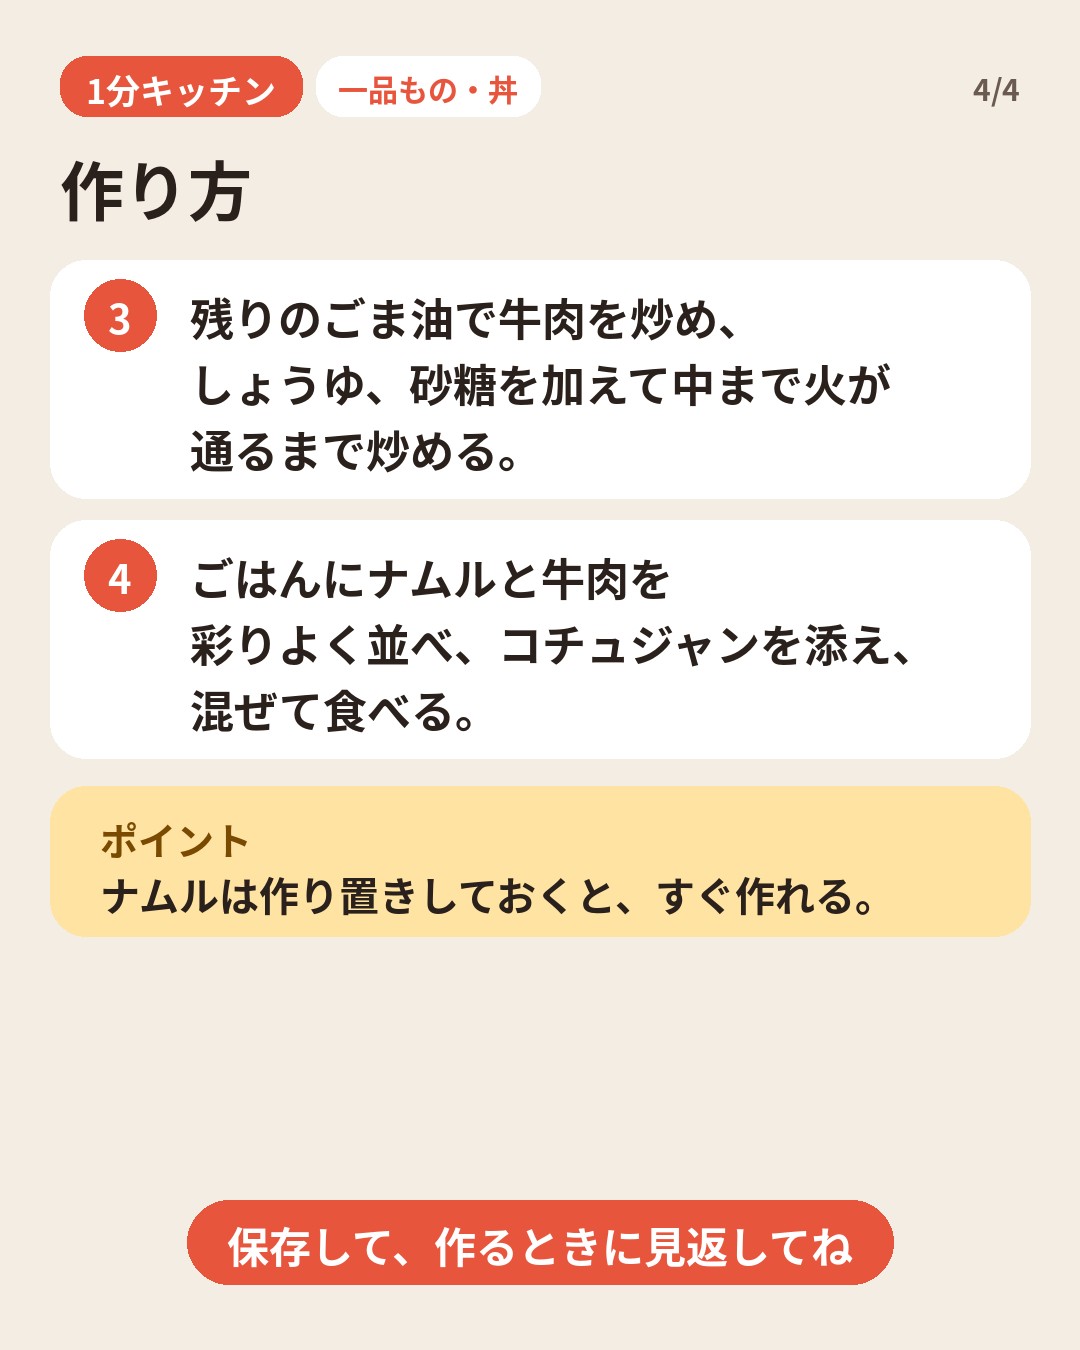 1分キッチン
一品もの・丼
4/4
作り方
3
残りのごま油で牛肉を炒め、
しょうゆ、砂糖を加えて中まで火が
通るまで炒める。
4
ごはんにナムルと牛肉を
彩りよく並べ、コチュジャンを添え、
混ぜて食べる。
ポイント
ナムルは作り置きしておくと、すぐ作れる。
保存して、作るときに見返してね